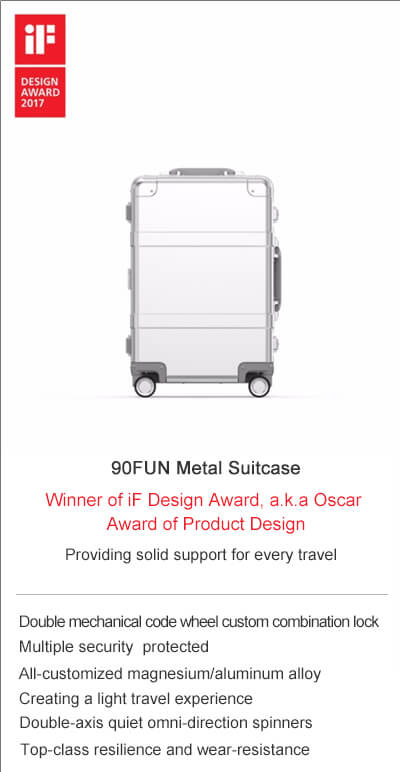 iF
DESIGN
AWARD
2017
90FUN Metal Suitcase
Winner of iF Design Award, a.k.a Oscar
Award of Product Design
Providing solid support for every travel
Double mechanical code wheel custom combination lock
Multiple security  protected
All-customized magnesium/aluminum alloy
Creating a light travel experience
Double-axis quiet omni-direction spinners
Top-class resilience and wear-resistance